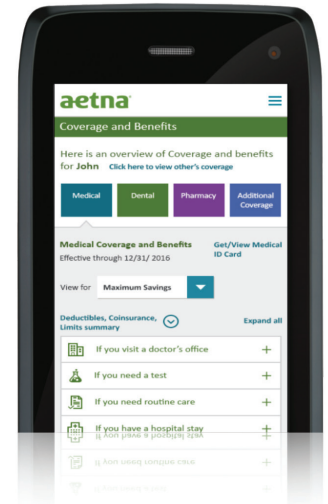 aetna
Coverage and Benefits
Here is an overview of Coverage and benefits
for John Click here to view other's coverage
Medical Dental Pharmacy Additional
Coverage
Medical Coverage and Benefits Get/View Medical
Effective through 12/31/ 2016 ID Card
View for Maximum Savings
Deductibles, Coinsurance,
Limits summary Expand all
If you visit a doctor's office
If you need a test
If you need routine care
If you have a hospital stay